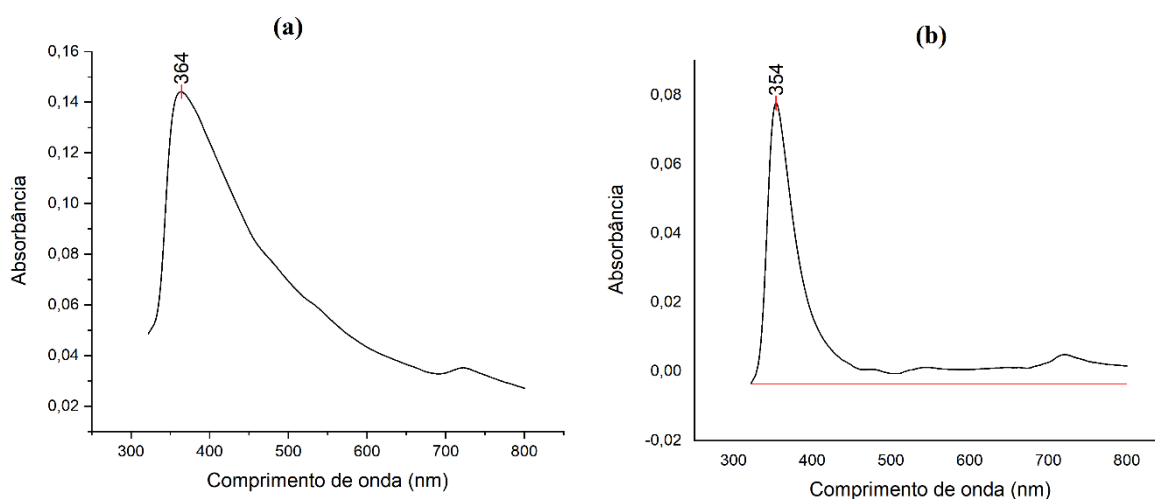 (a)
0,16
0,14
0,12
0,10
0,08
0,06
0,04
0,02
364
Absorbância
300 400 500 600 700 800
Comprimento de onda (nm)
(b)
0,08
0,06
0,04
0,02
0,00
-0,02
354
Absorbância
300 400 500 600 700 800
Comprimento de onda (nm)